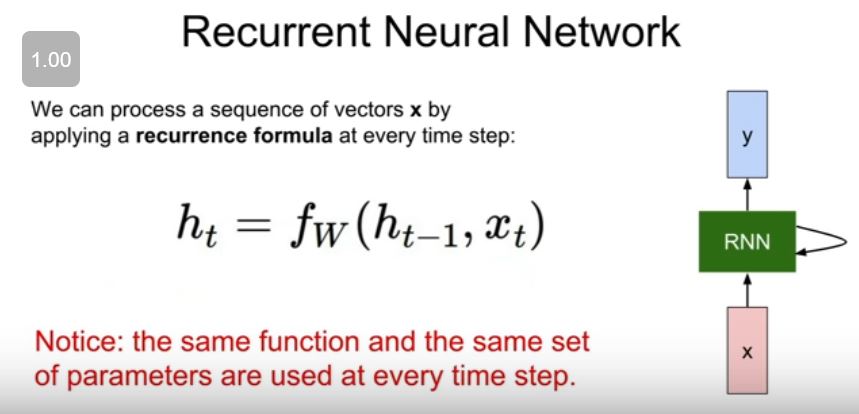 Recurrent Neural Network
1.00
We can process a sequence of vectors x by
applying a recurrence formula at every time step:
h_t = f_W(h_{t-1}, x_t)
y
RNN
x
Notice: the same function and the same set
of parameters are used at every time step.